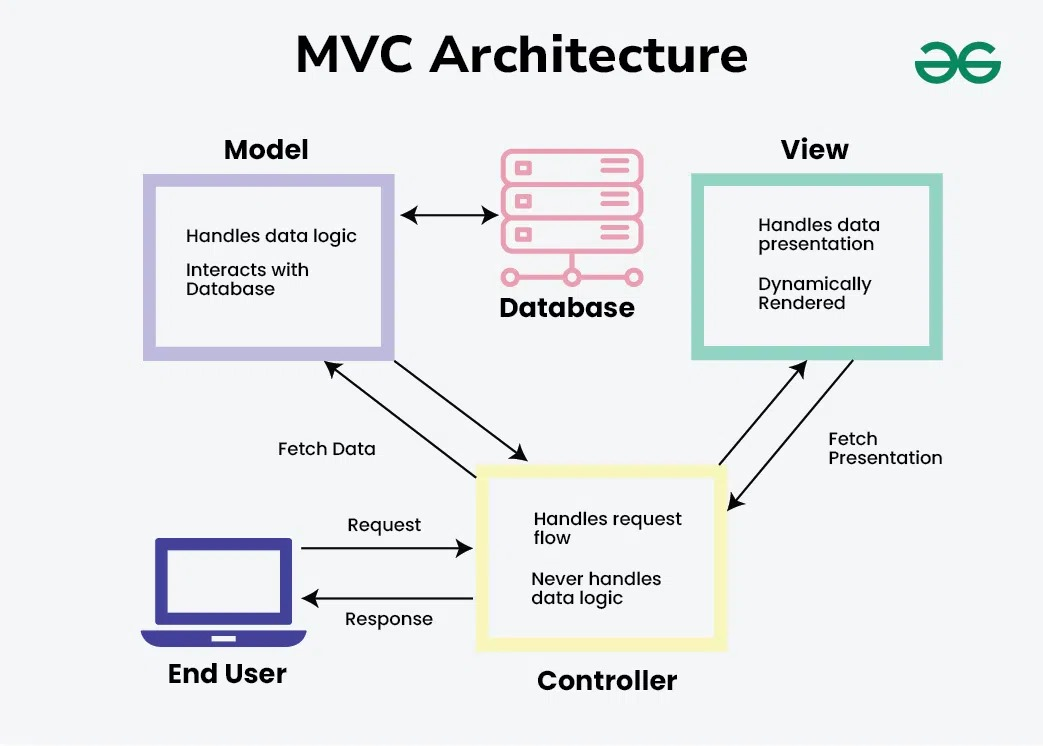 MVC Architecture
Model
View
Handles data logic
Interacts with
Database
Database
Handles data
presentation
Dynamically
Rendered
Fetch Data
Fetch
Presentation
Request
Response
Handles request
flow
Never handles
data logic
End User
Controller